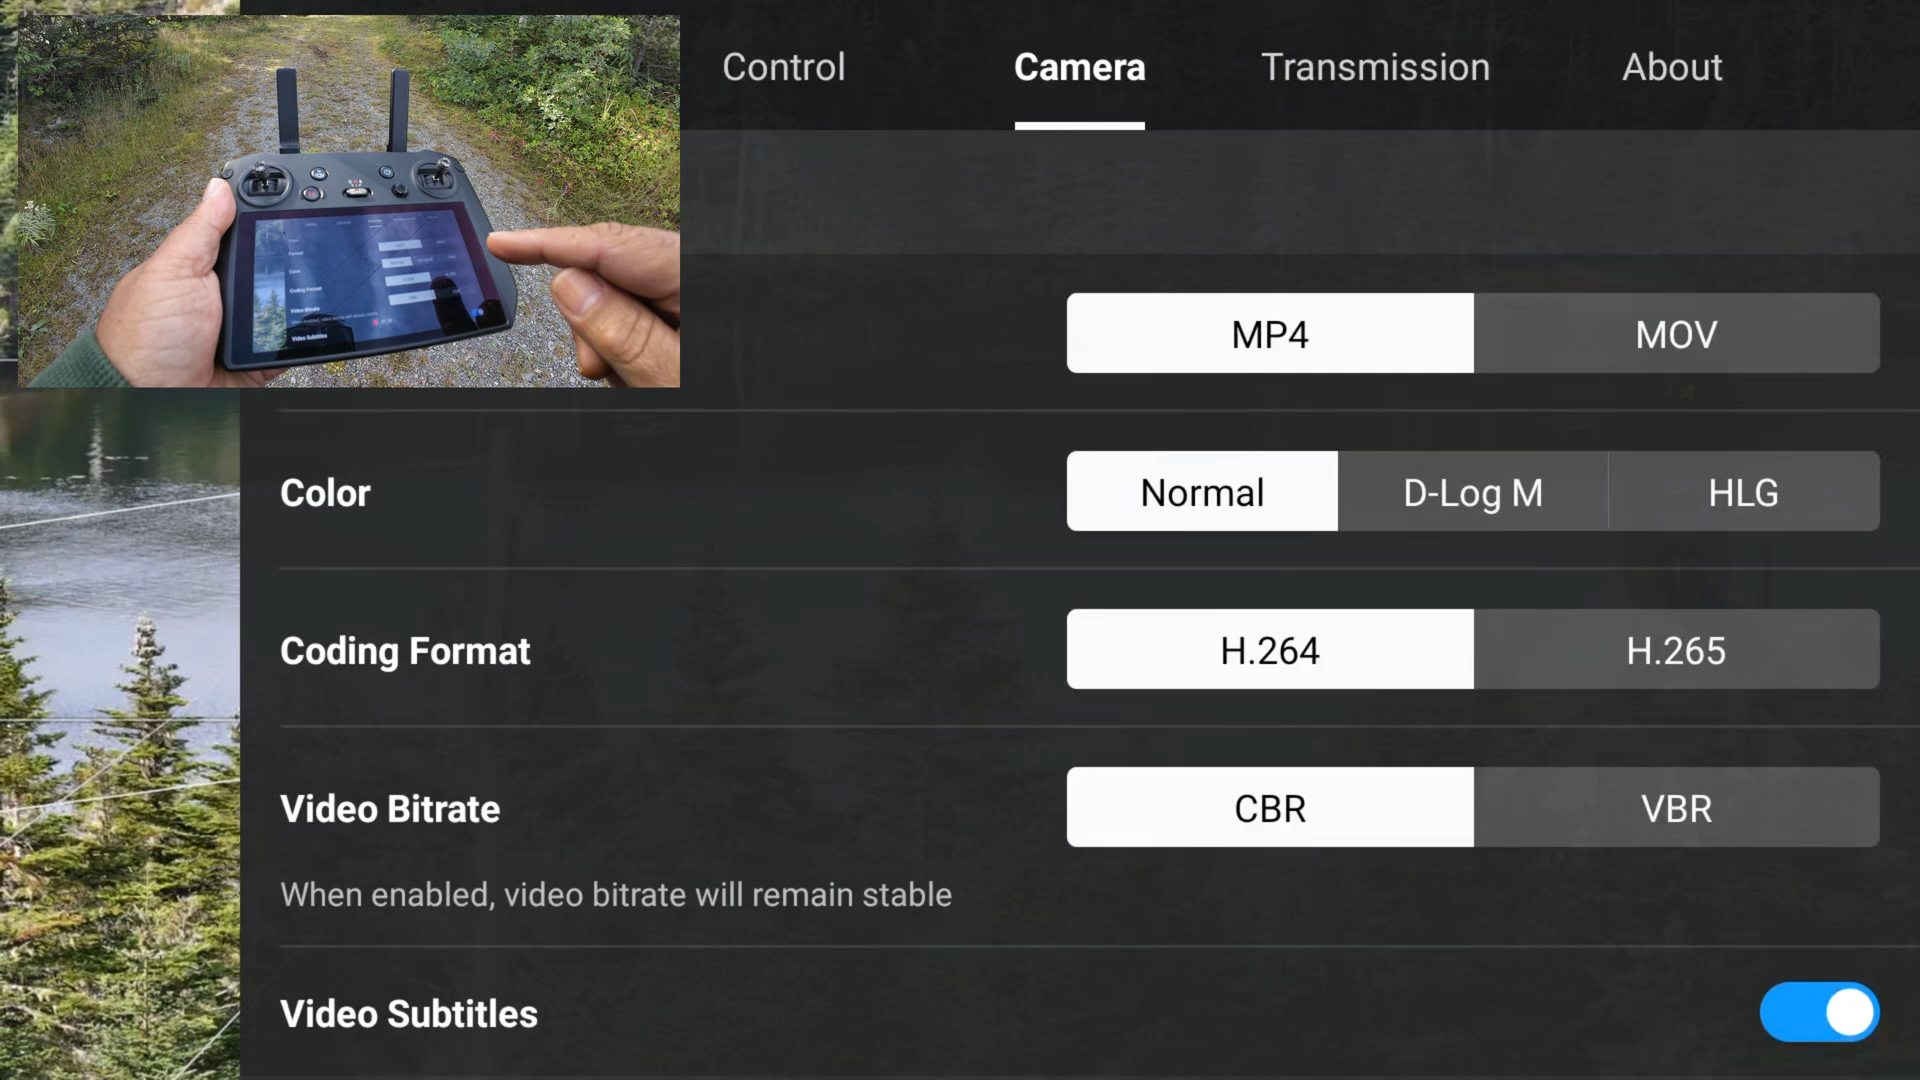 Control Camera Transmission About
MP4 MOV
Color Normal D-Log M HLG
Coding Format H.264 H.265
Video Bitrate CBR VBR
When enabled, video bitrate will remain stable
Video Subtitles